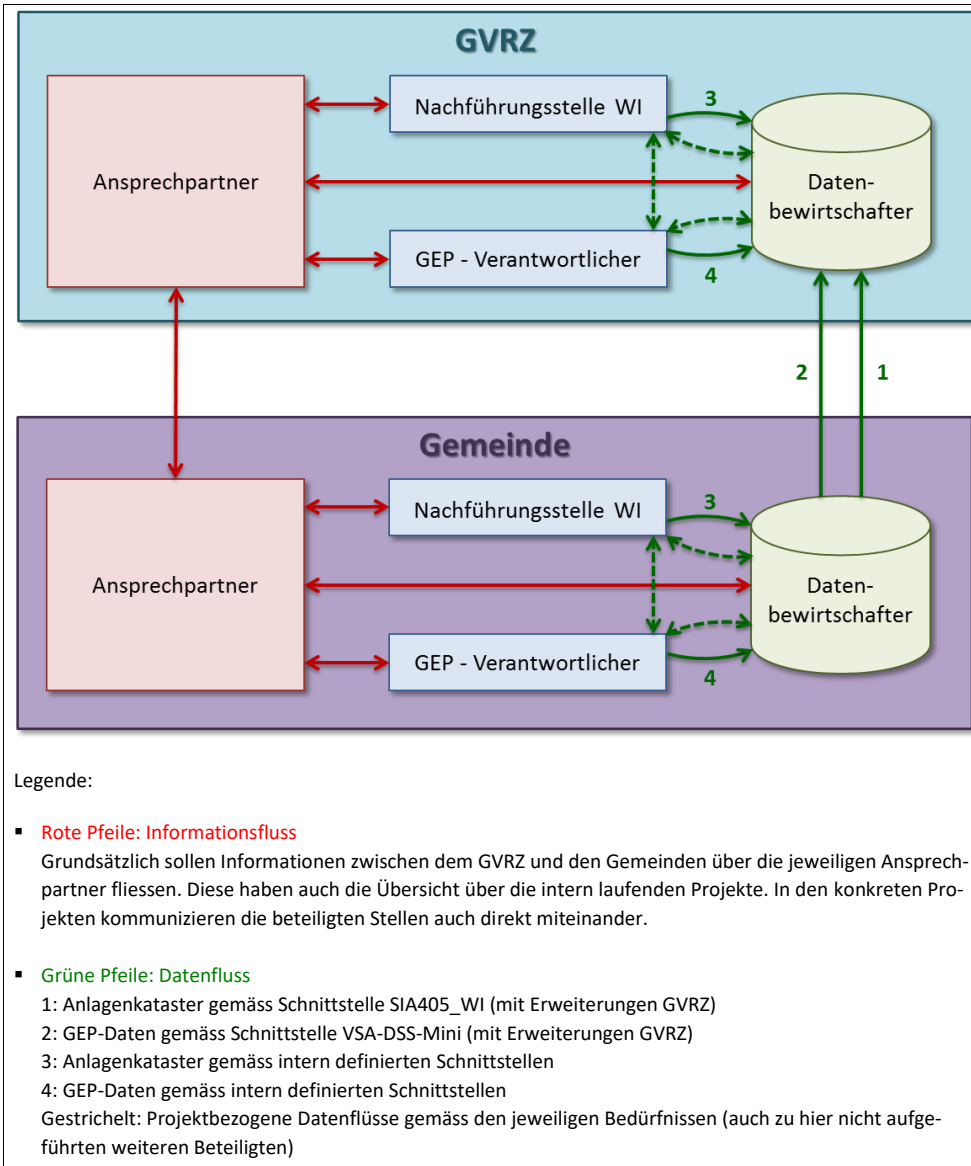 GVRZ
Ansprechpartner
Nachführungsstelle WI
GEP - Verantwortlicher
3
4
Daten-
bewirtschafter
2
1
Gemeinde
Ansprechpartner
Nachführungsstelle WI
GEP - Verantwortlicher
3
4
Daten-
bewirtschafter
Legende:
▪ Rote Pfeile: Informationsfluss
Grundsätzlich sollen Informationen zwischen dem GVRZ und den Gemeinden über die jeweiligen Ansprech-
partner fliessen. Diese haben auch die Übersicht über die intern laufenden Projekte. In den konkreten Pro-
jekten kommunizieren die beteiligten Stellen auch direkt miteinander.
▪ Grüne Pfeile: Datenfluss
1: Anlagenkataster gemäss Schnittstelle SIA405_WI (mit Erweiterungen GVRZ)
2: GEP-Daten gemäss Schnittstelle VSA-DSS-Mini (mit Erweiterungen GVRZ)
3: Anlagenkataster gemäss intern definierten Schnittstellen
4: GEP-Daten gemäss intern definierten Schnittstellen
Gestrichelt: Projektbezogene Datenflüsse gemäss den jeweiligen Bedürfnissen (auch zu hier nicht aufge-
führten weiteren Beteiligten)